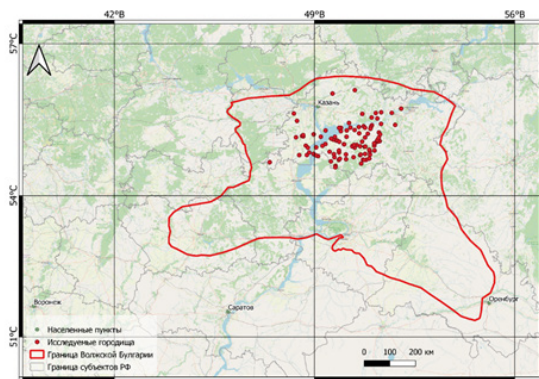 42°В 49°В 56°В
57°С
Казань
54°С
Воронеж
Саратов
Оренбург
51°С
Населенные пункты
Исследуемые городища
Граница Волжской Булгарии
Граница субъектов РФ
0 100 200 км